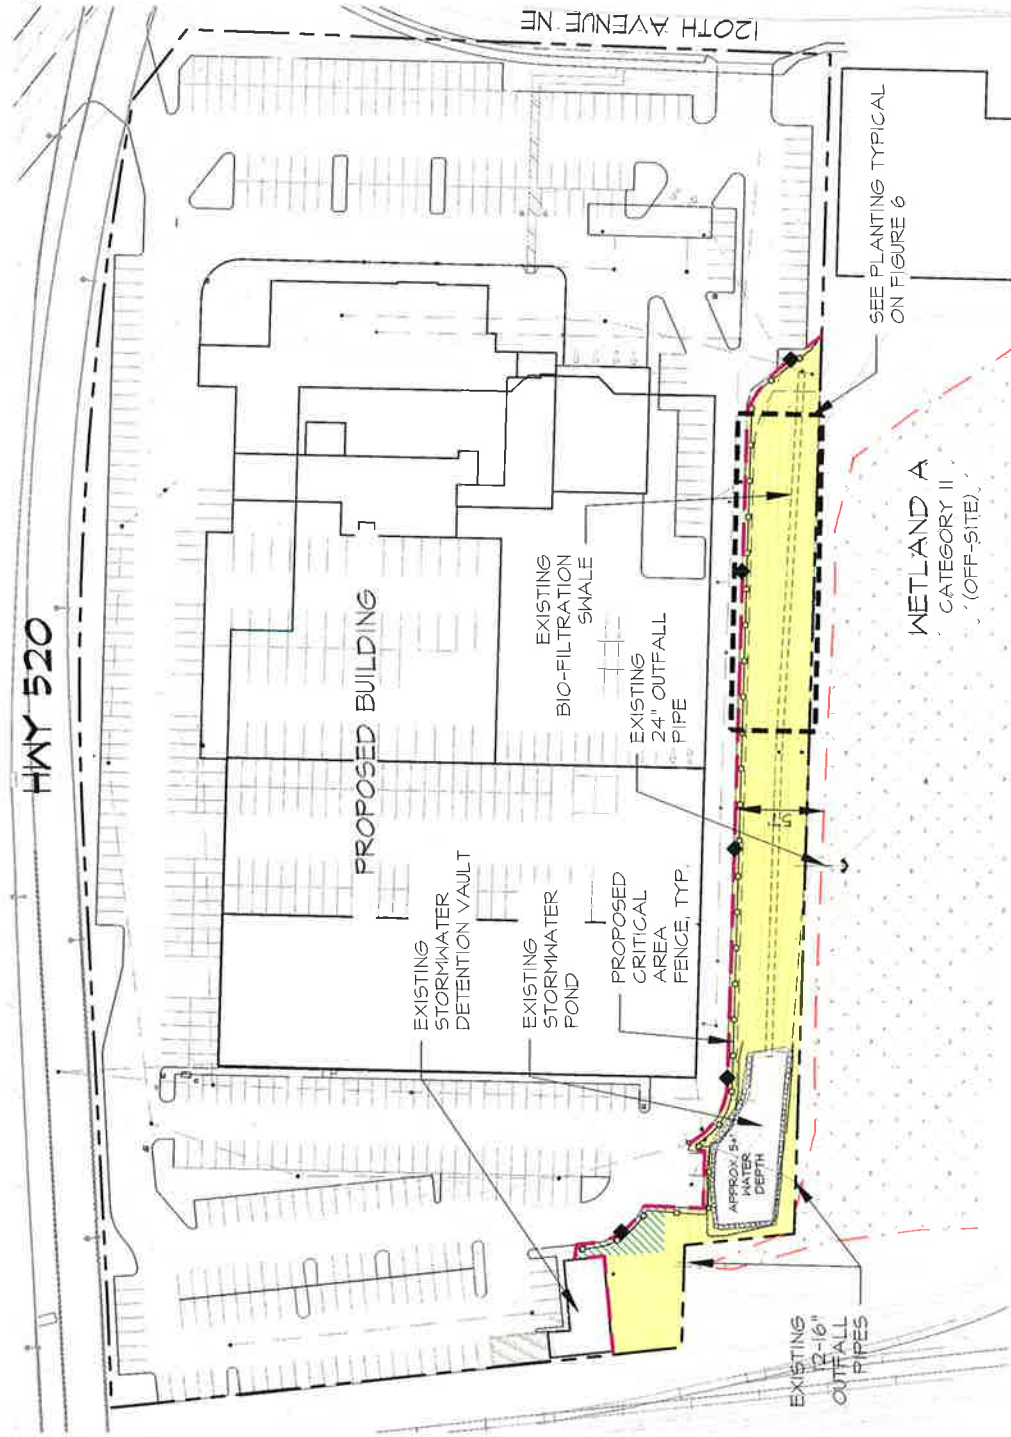 120TH AVENUE NE
HWY 520
SEE PLANTING TYPICAL
ON FIGURE 6
PROPOSED BUILDING
EXISTING
BIO-FILTRATION
SWALE
EXISTING
24" OUTFALL
PIPE
WETLAND A
CATEGORY II
(OFF-SITE)
EXISTING
STORMWATER
DETENTION VAULT
EXISTING
STORMWATER
POND
PROPOSED
CRITICAL
AREA
FENCE, TYP.
APPROX. 5+'
WATER
DEPTH
EXISTING
12-16"
OUTFALL
PIPES